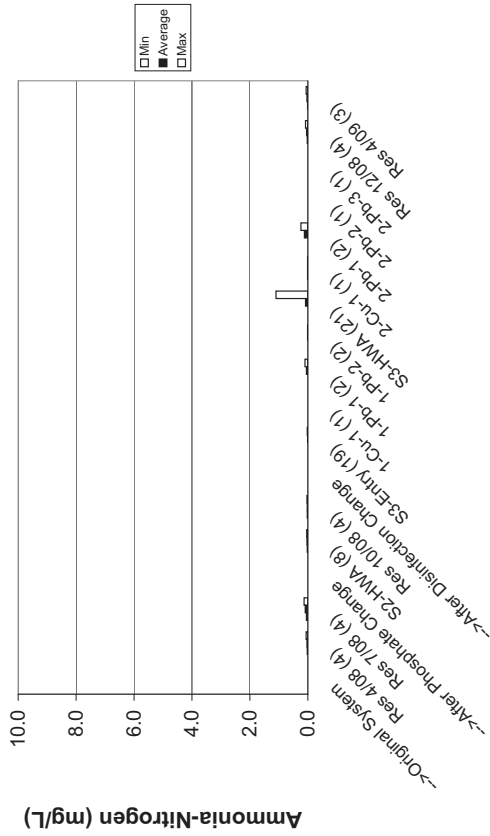 Ammonia-Nitrogen (mg/L)
10.0
8.0
6.0
4.0
2.0
0.0
-->Original System
Res 4/08 (4)
Res 7/08 (4)
-->After Phosphate Change
S2-HWA (8)
Res 10/08 (4)
-->After Disinfection Change
S3-Entry (19)
1-Cu-1 (1)
1-Pb-1 (2)
1-Pb-2 (2)
S3-HWA (21)
2-Cu-1 (1)
2-Pb-1 (2)
2-Pb-2 (1)
2-Pb-3 (1)
Res 12/08 (4)
Res 4/09 (3)
Min
Average
Max